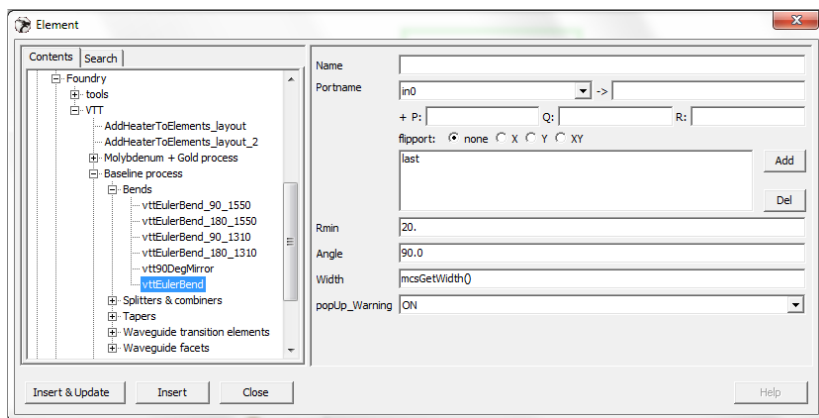 Element
Contents Search
Foundry
tools
VTT
AddHeaterToElements_layout
AddHeaterToElements_layout_2
Molybdenum + Gold process
Baseline process
Bends
vttEulerBend_90_1550
vttEulerBend_180_1550
vttEulerBend_90_1310
vttEulerBend_180_1310
vtt90DegMirror
vttEulerBend
Splitters & combiners
Tapers
Waveguide transition elements
Waveguide facets
Name
Portname in0 ->
+ P: Q: R:
flipport: none X Y XY
last
Add
Del
Rmin 20.
Angle 90.0
Width mcsGetWidth()
popUp_Warning ON
Insert & Update Insert Close Help